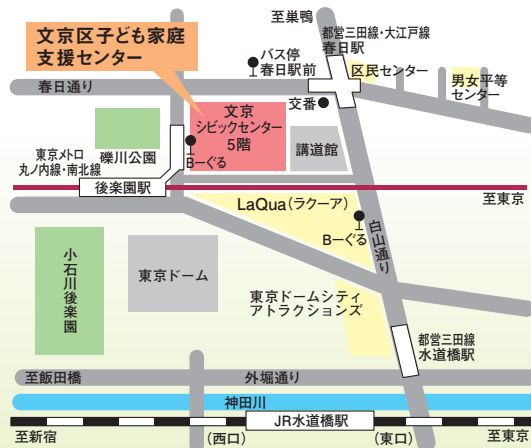 至巣鴨
文京区子ども家庭
支援センター
都営三田線・大江戸線
春日駅
バス停
春日駅前
区民センター
男女平等
センター
春日通り
交番
文京
シビックセンター
5階
礫川公園
Bーぐる
講道館
東京メトロ
丸ノ内線・南北線
後楽園駅
至東京
LaQua（ラクーア）
Bーぐる
白山通り
小石川後楽園
東京ドーム
東京ドームシティ
アトラクションズ
都営三田線
水道橋駅
至飯田橋
外堀通り
神田川
JR水道橋駅
至新宿
（西口）
（東口）
至東京